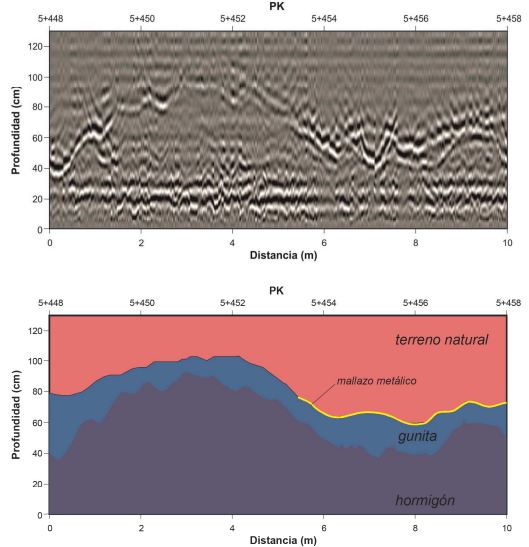 PK
5+448 5+450 5+452 5+454 5+456 5+458
Profundidad (cm)
120
100
80
60
40
20
0
0 2 4 6 8 10
Distancia (m)
PK
5+448 5+450 5+452 5+454 5+456 5+458
Profundidad (cm)
120
100
80
60
40
20
0
terreno natural
mallazo metálico
gunita
hormigón
0 2 4 6 8 10
Distancia (m)